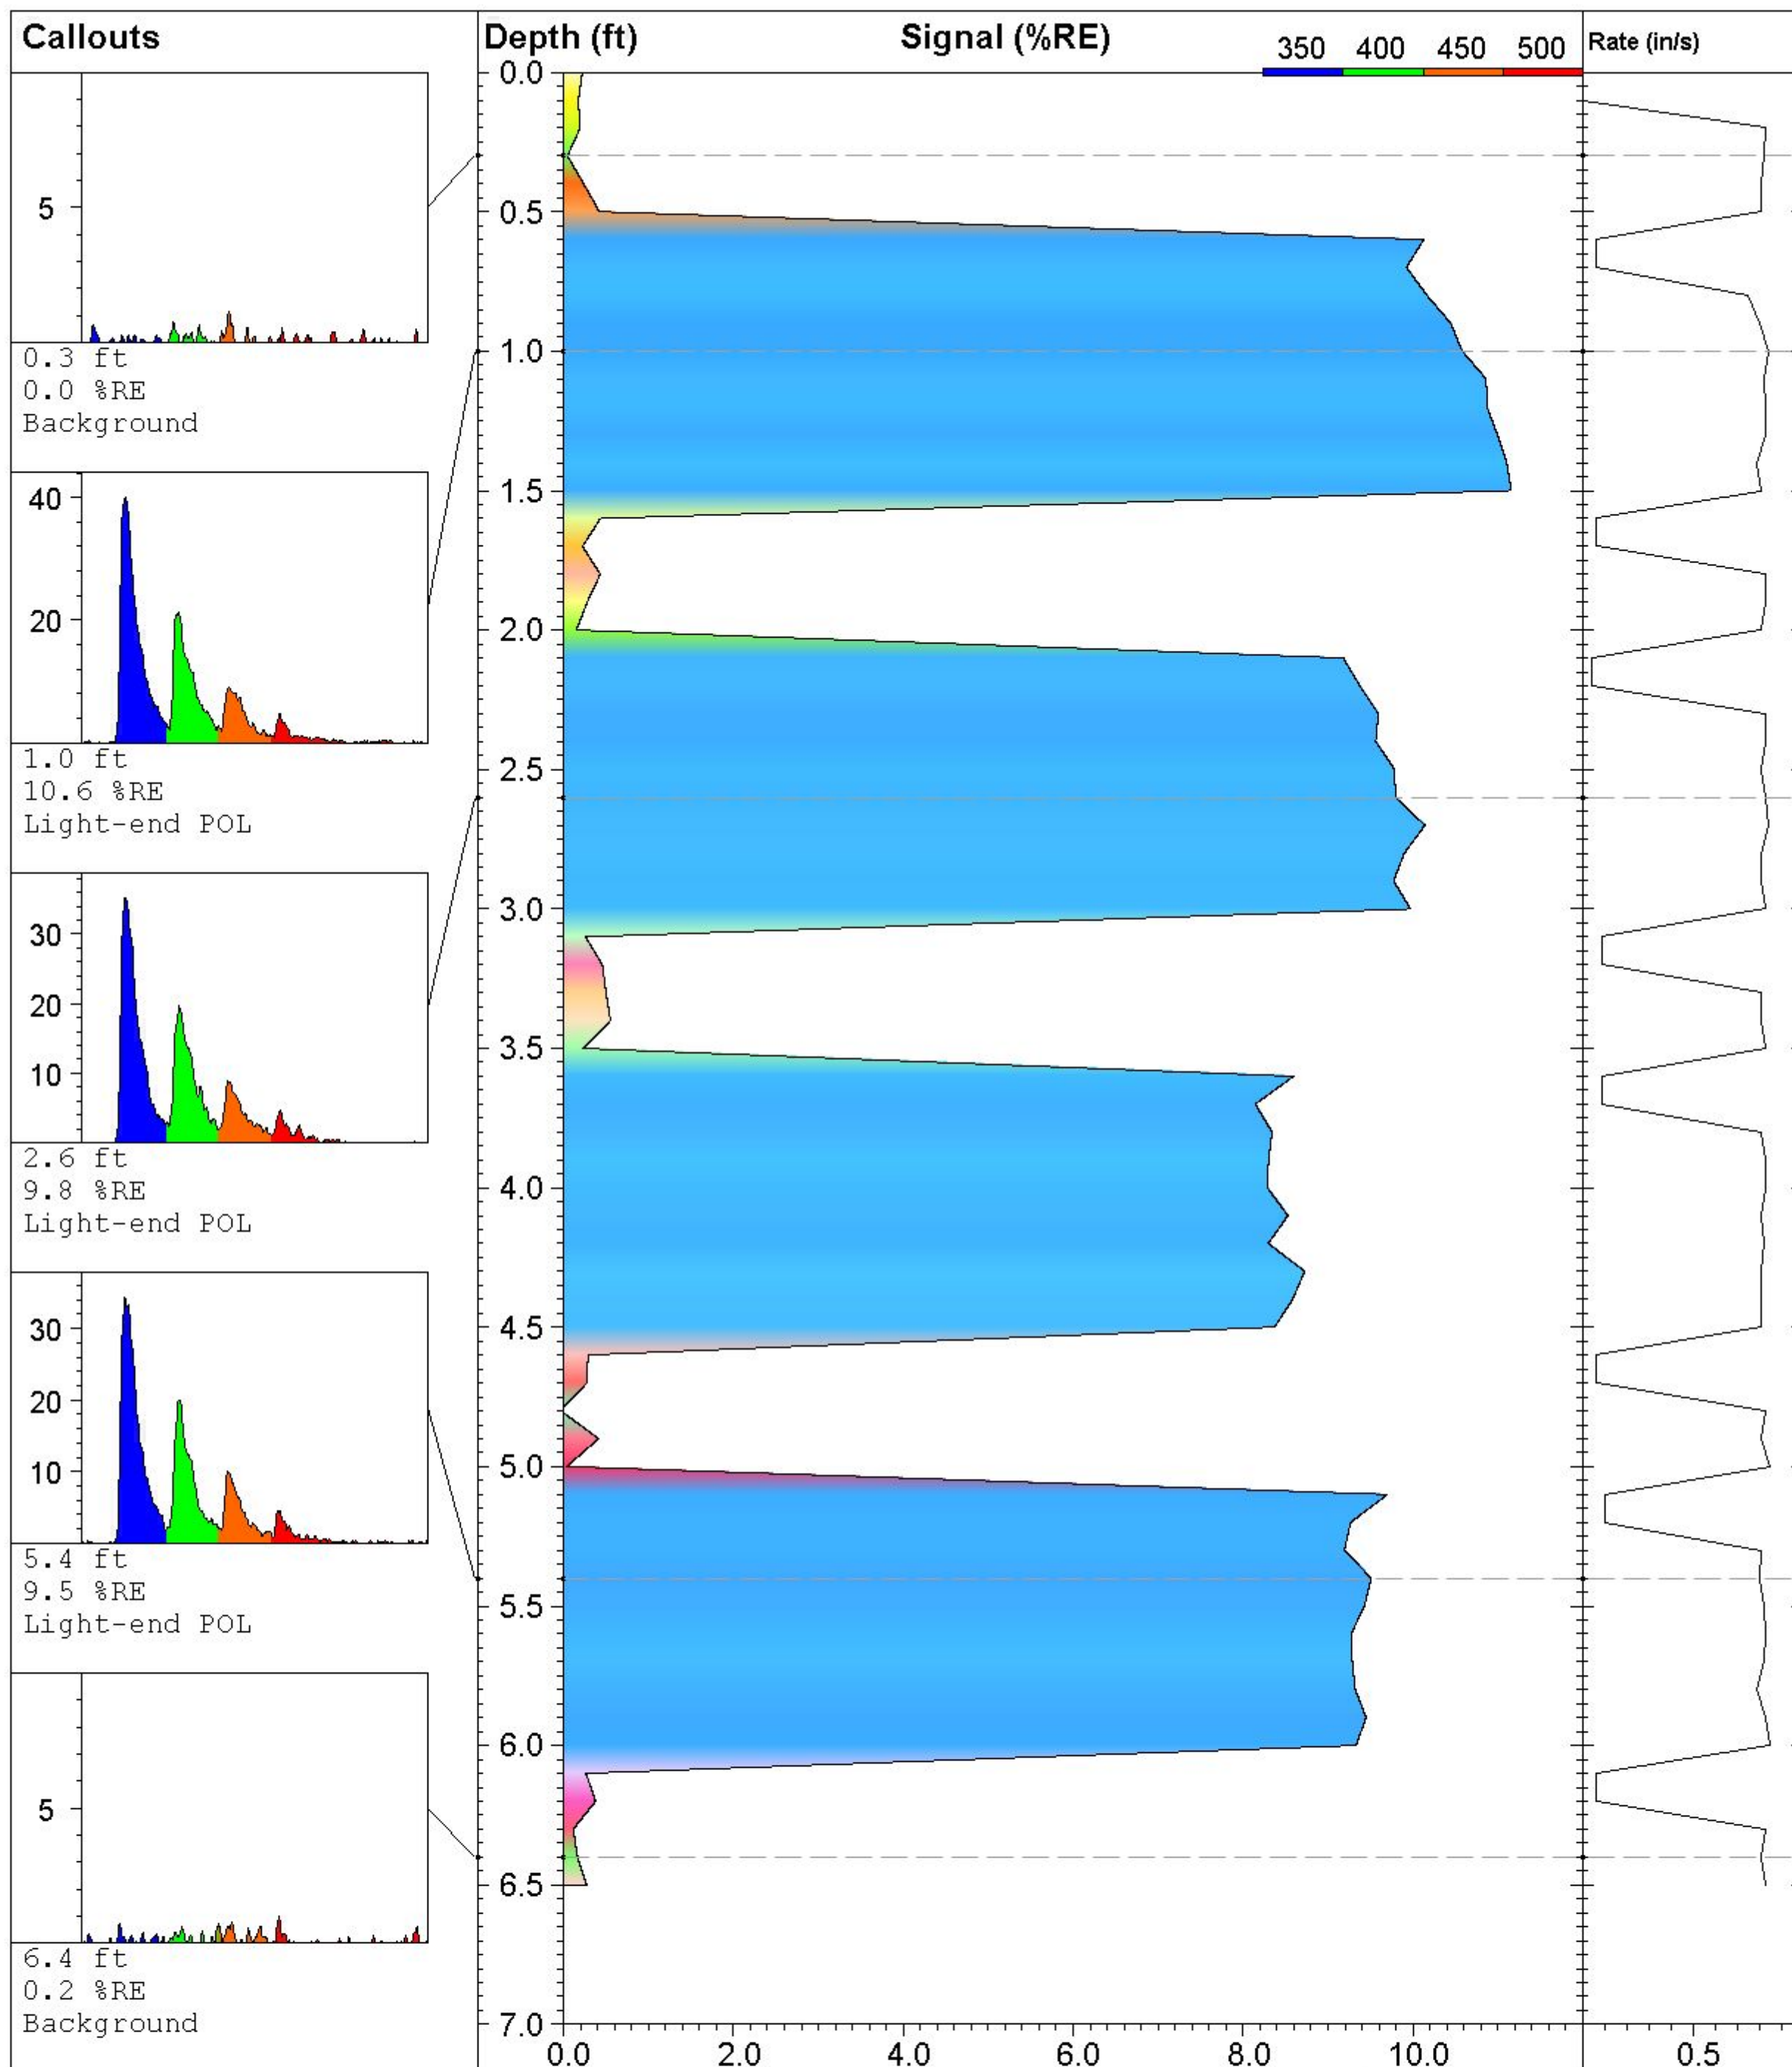 Callouts
Depth (ft)
Signal (%RE)
350 400 450 500
Rate (in/s)
5
0.3 ft
0.0 %RE
Background
40
20
1.0 ft
10.6 %RE
Light-end POL
30
20
10
2.6 ft
9.8 %RE
Light-end POL
30
20
10
5.4 ft
9.5 %RE
Light-end POL
5
6.4 ft
0.2 %RE
Background
0.0
0.5
1.0
1.5
2.0
2.5
3.0
3.5
4.0
4.5
5.0
5.5
6.0
6.5
7.0
0.0 2.0 4.0 6.0 8.0 10.0
0.5